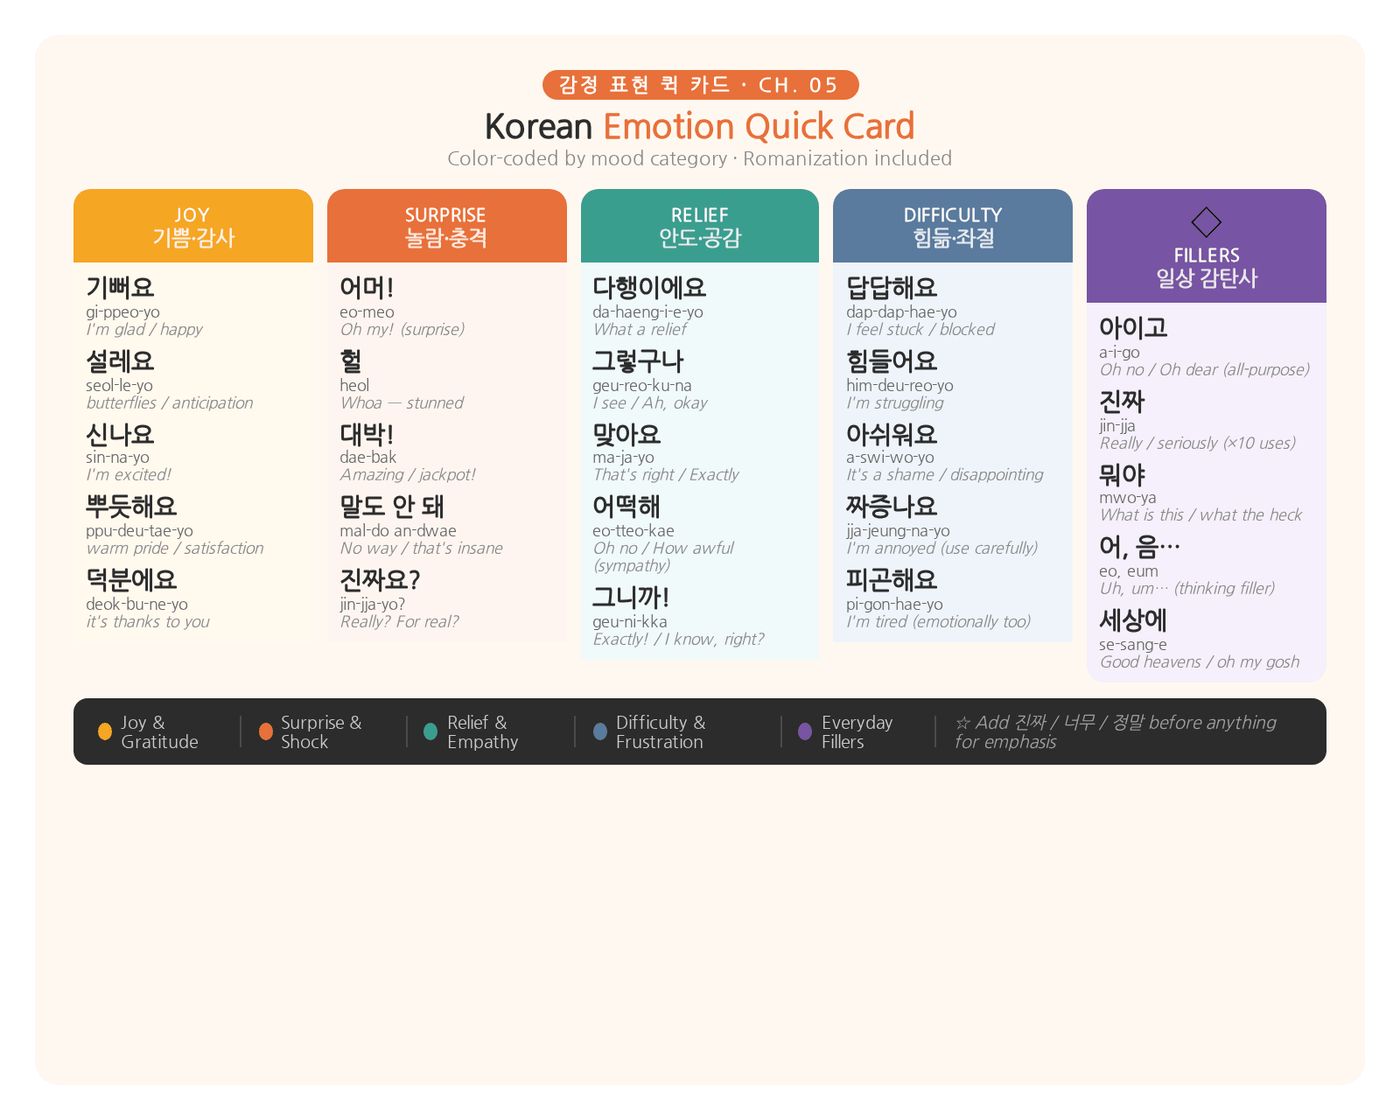 감정 표현 퀵 카드 · CH. 05
Korean Emotion Quick Card
Color-coded by mood category · Romanization included
JOY
기쁨·감사
기뻐요
gi-ppeo-yo
I'm glad / happy
설레요
seol-le-yo
butterflies / anticipation
신나요
sin-na-yo
I'm excited!
뿌듯해요
ppu-deu-tae-yo
warm pride / satisfaction
덕분에요
deok-bu-ne-yo
it's thanks to you
SURPRISE
놀람·충격
어머!
eo-meo
Oh my! (surprise)
헐
heol
Whoa — stunned
대박!
dae-bak
Amazing / jackpot!
말도 안 돼
mal-do an-dwae
No way / that's insane
진짜요?
jin-jja-yo?
Really? For real?
RELIEF
안도·공감
다행이에요
da-haeng-i-e-yo
What a relief
그렇구나
geu-reo-ku-na
I see / Ah, okay
맞아요
ma-ja-yo
That's right / Exactly
어떡해
eo-tteo-kae
Oh no / How awful
(sympathy)
그니까!
geu-ni-kka
Exactly! / I know, right?
DIFFICULTY
힘듦·좌절
답답해요
dap-dap-hae-yo
I feel stuck / blocked
힘들어요
him-deu-reo-yo
I'm struggling
아쉬워요
a-swi-wo-yo
It's a shame / disappointing
짜증나요
jja-jeung-na-yo
I'm annoyed (use carefully)
피곤해요
pi-gon-hae-yo
I'm tired (emotionally too)
FILLERS
일상 감탄사
아이고
a-i-go
Oh no / Oh dear (all-purpose)
진짜
jin-jja
Really / seriously (×10 uses)
뭐야
mwo-ya
What is this / what the heck
어, 음…
eo, eum
Uh, um… (thinking filler)
세상에
se-sang-e
Good heavens / oh my gosh
Joy &
Gratitude
Surprise &
Shock
Relief &
Empathy
Difficulty &
Frustration
Everyday
Fillers
☆ Add 진짜 / 너무 / 정말 before anything
for emphasis